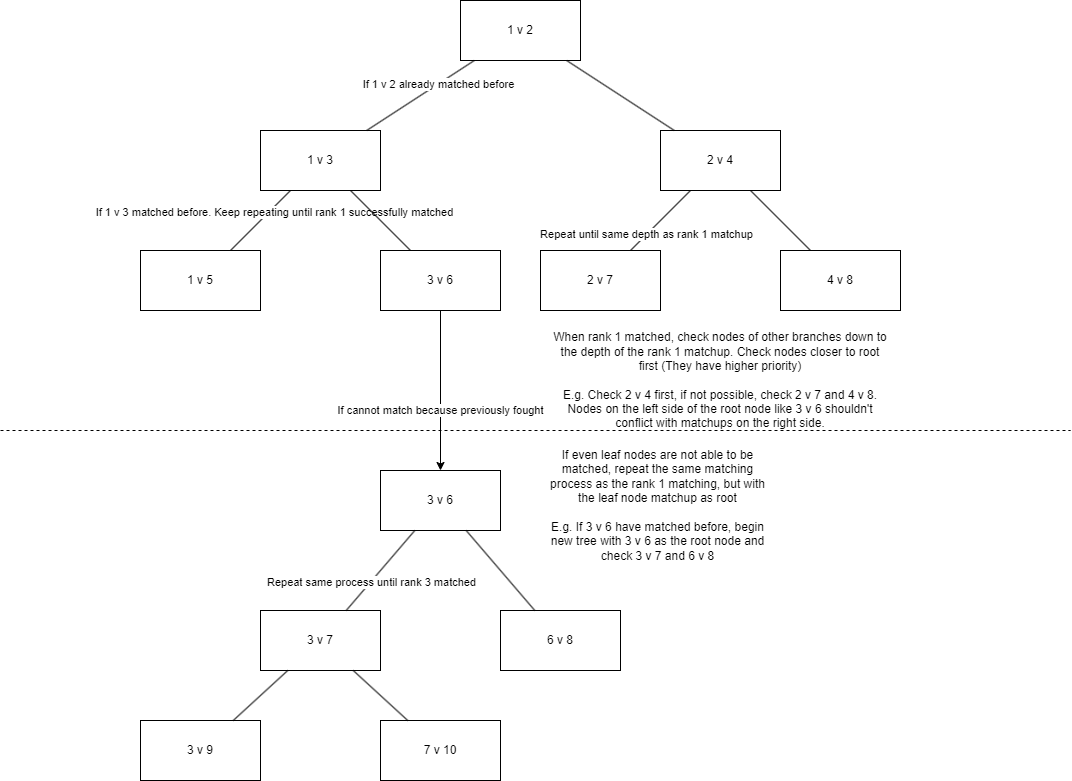 1 v 2
If 1 v 2 already matched before
1 v 3
2 v 4
If 1 v 3 matched before. Keep repeating until rank 1 successfully matched
Repeat until same depth as rank 1 matchup
1 v 5
3 v 6
2 v 7
4 v 8
When rank 1 matched, check nodes of other branches down to
the depth of the rank 1 matchup. Check nodes closer to root
first (They have higher priority)
E.g. Check 2 v 4 first, if not possible, check 2 v 7 and 4 v 8.
Nodes on the left side of the root node like 3 v 6 shouldn't
conflict with matchups on the right side.
If cannot match because previously fought
If even leaf nodes are not able to be
matched, repeat the same matching
process as the rank 1 matching, but with
the leaf node matchup as root
E.g. If 3 v 6 have matched before, begin
new tree with 3 v 6 as the root node and
check 3 v 7 and 6 v 8
3 v 6
Repeat same process until rank 3 matched
3 v 7
6 v 8
3 v 9
7 v 10